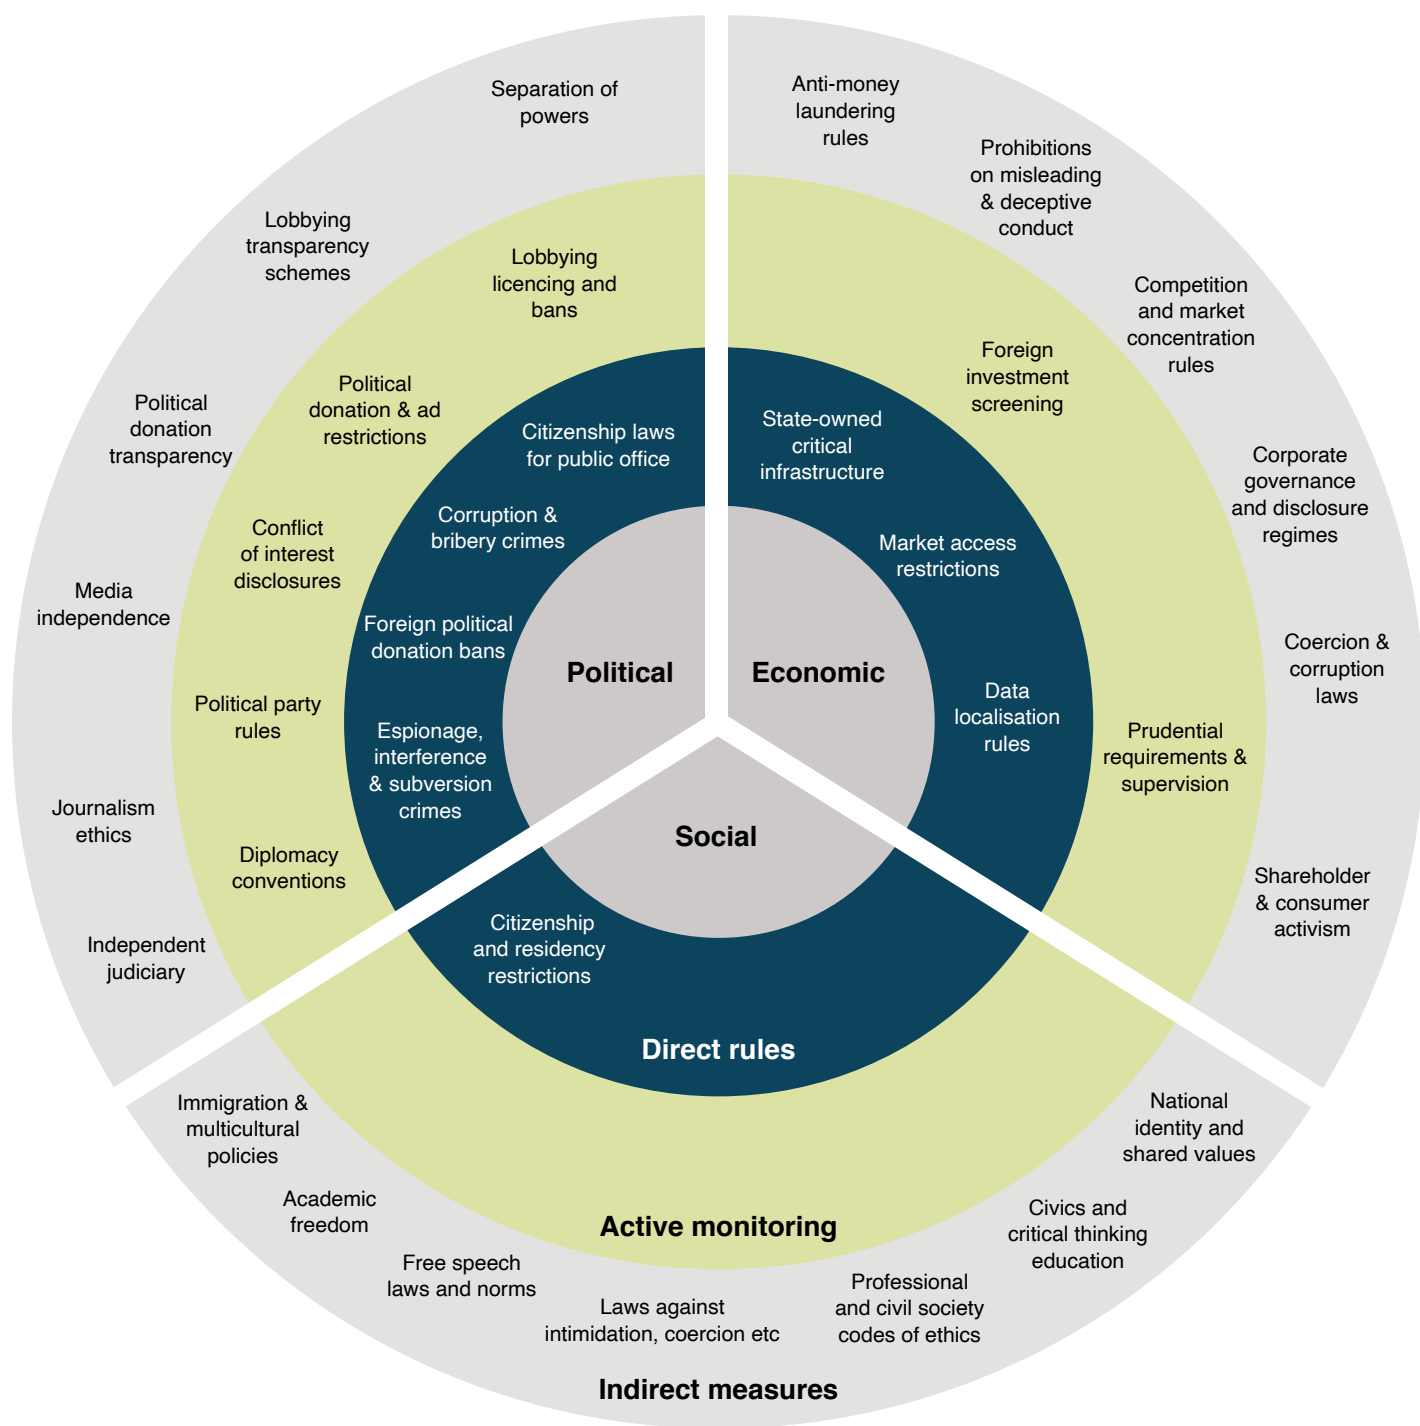 Separation of
powers
Lobbying
transparency
schemes
Political
donation
transparency
Media
independence
Journalism
ethics
Independent
judiciary
Lobbying
licencing and
bans
Political
donation & ad
restrictions
Conflict
of interest
disclosures
Political party
rules
Diplomacy
conventions
Citizenship laws
for public office
Corruption &
bribery crimes
Foreign political
donation bans
Espionage,
interference
& subversion
crimes
Political
Anti-money
laundering
rules
Prohibitions
on misleading
& deceptive
conduct
Competition
and market
concentration
rules
Corporate
governance
and disclosure
regimes
Coercion &
corruption
laws
Shareholder
& consumer
activism
Foreign
investment
screening
Prudential
requirements &
supervision
State-owned
critical
infrastructure
Market access
restrictions
Data
localisation
rules
Economic
Social
Citizenship
and residency
restrictions
Direct rules
Active monitoring
Immigration &
multicultural
policies
Academic
freedom
Free speech
laws and norms
Laws against
intimidation, coercion etc
Professional
and civil society
codes of ethics
Civics and
critical thinking
education
National
identity and
shared values
Indirect measures